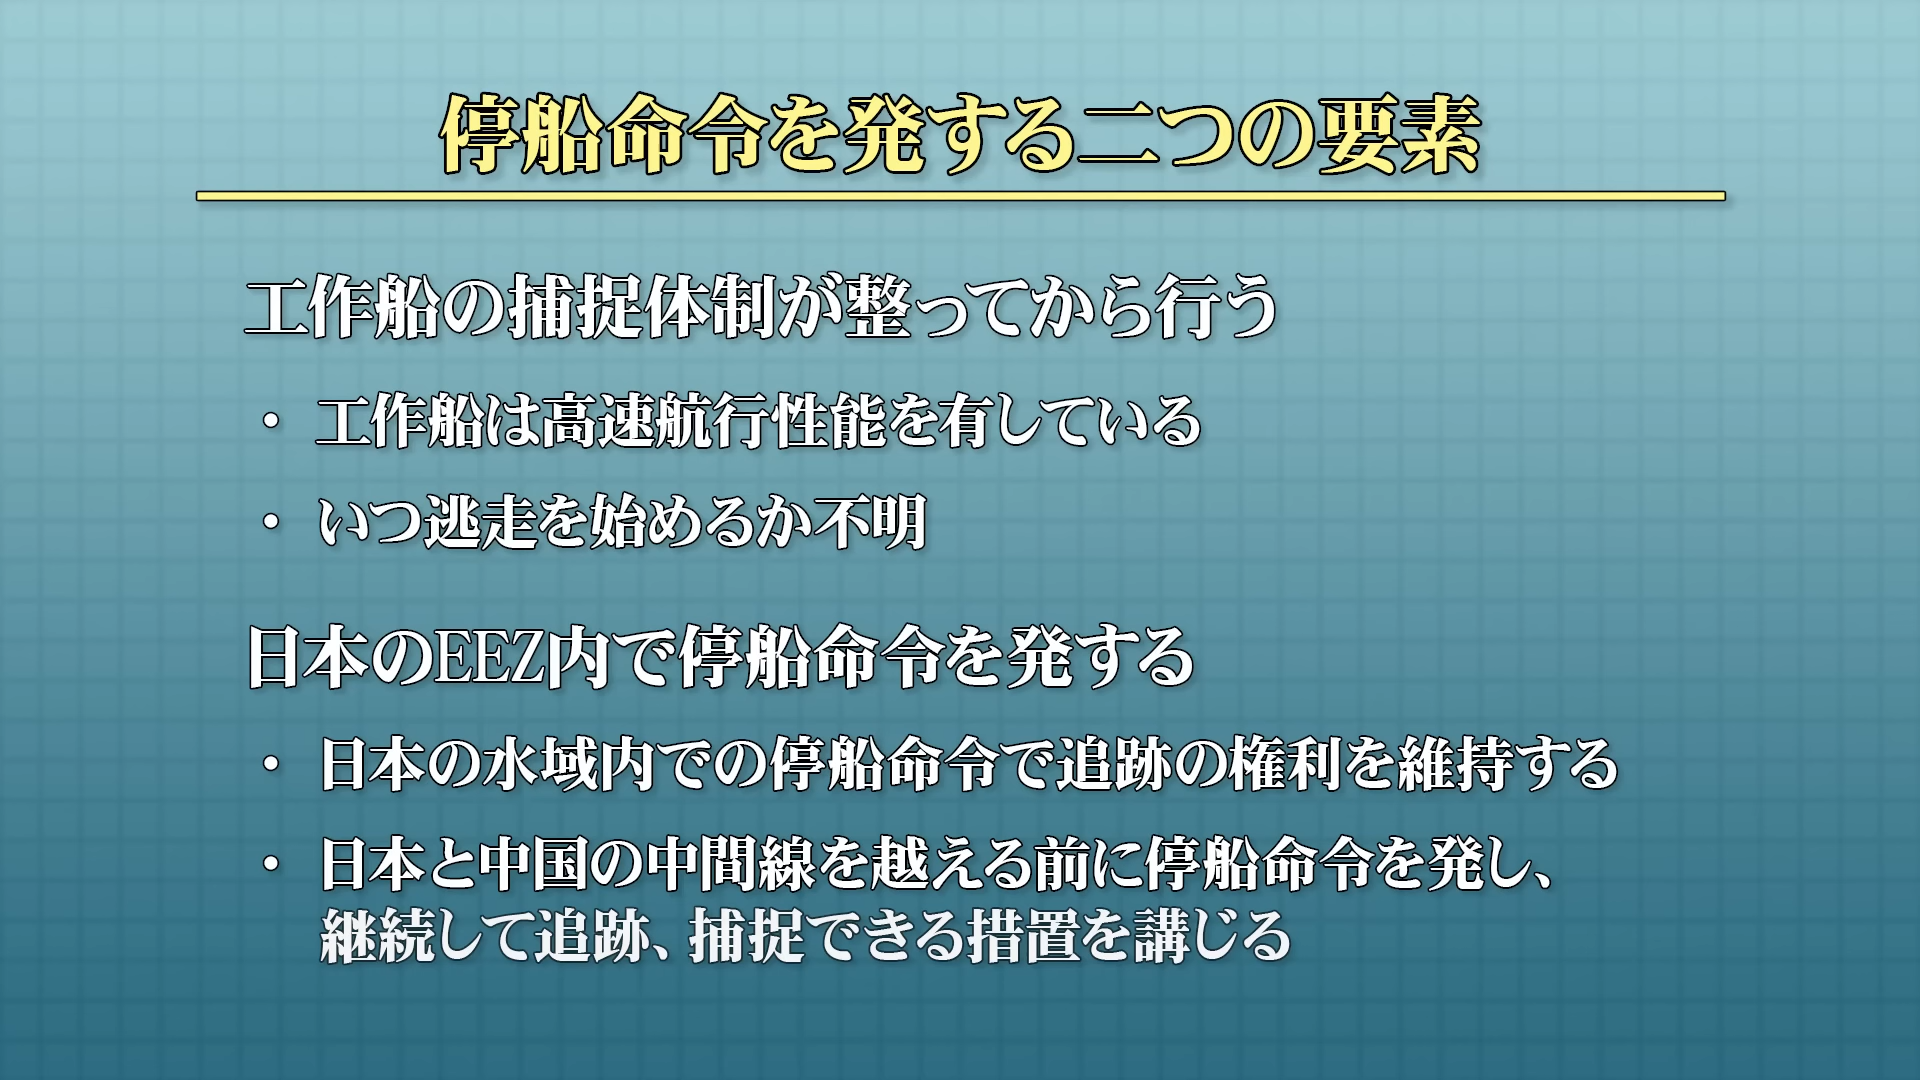 停船命令を発する二つの要素
工作船の捕捉体制が整ってから行う
・ 工作船は高速航行性能を有している
・ いつ逃走を始めるか不明
日本のEEZ内で停船命令を発する
・ 日本の水域内での停船命令で追跡の権利を維持する
・ 日本と中国の中間線を越える前に停船命令を発し、
継続して追跡、捕捉できる措置を講じる